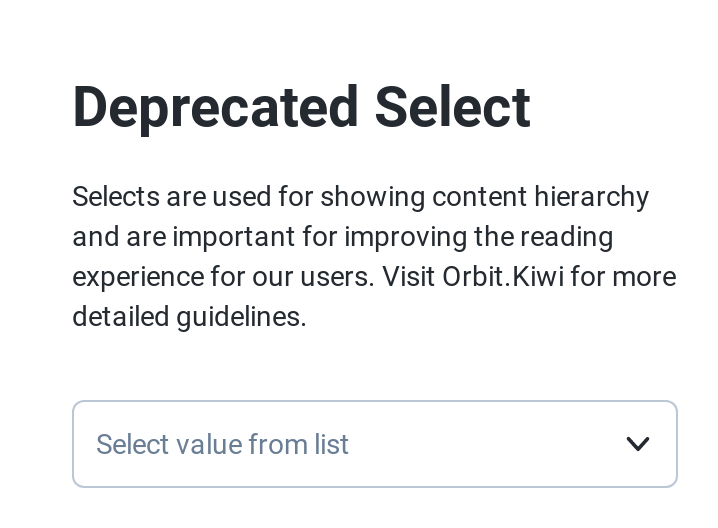 Deprecated Select
Selects are used for showing content hierarchy
and are important for improving the reading
experience for our users. Visit Orbit.Kiwi for more
detailed guidelines.
Select value from list